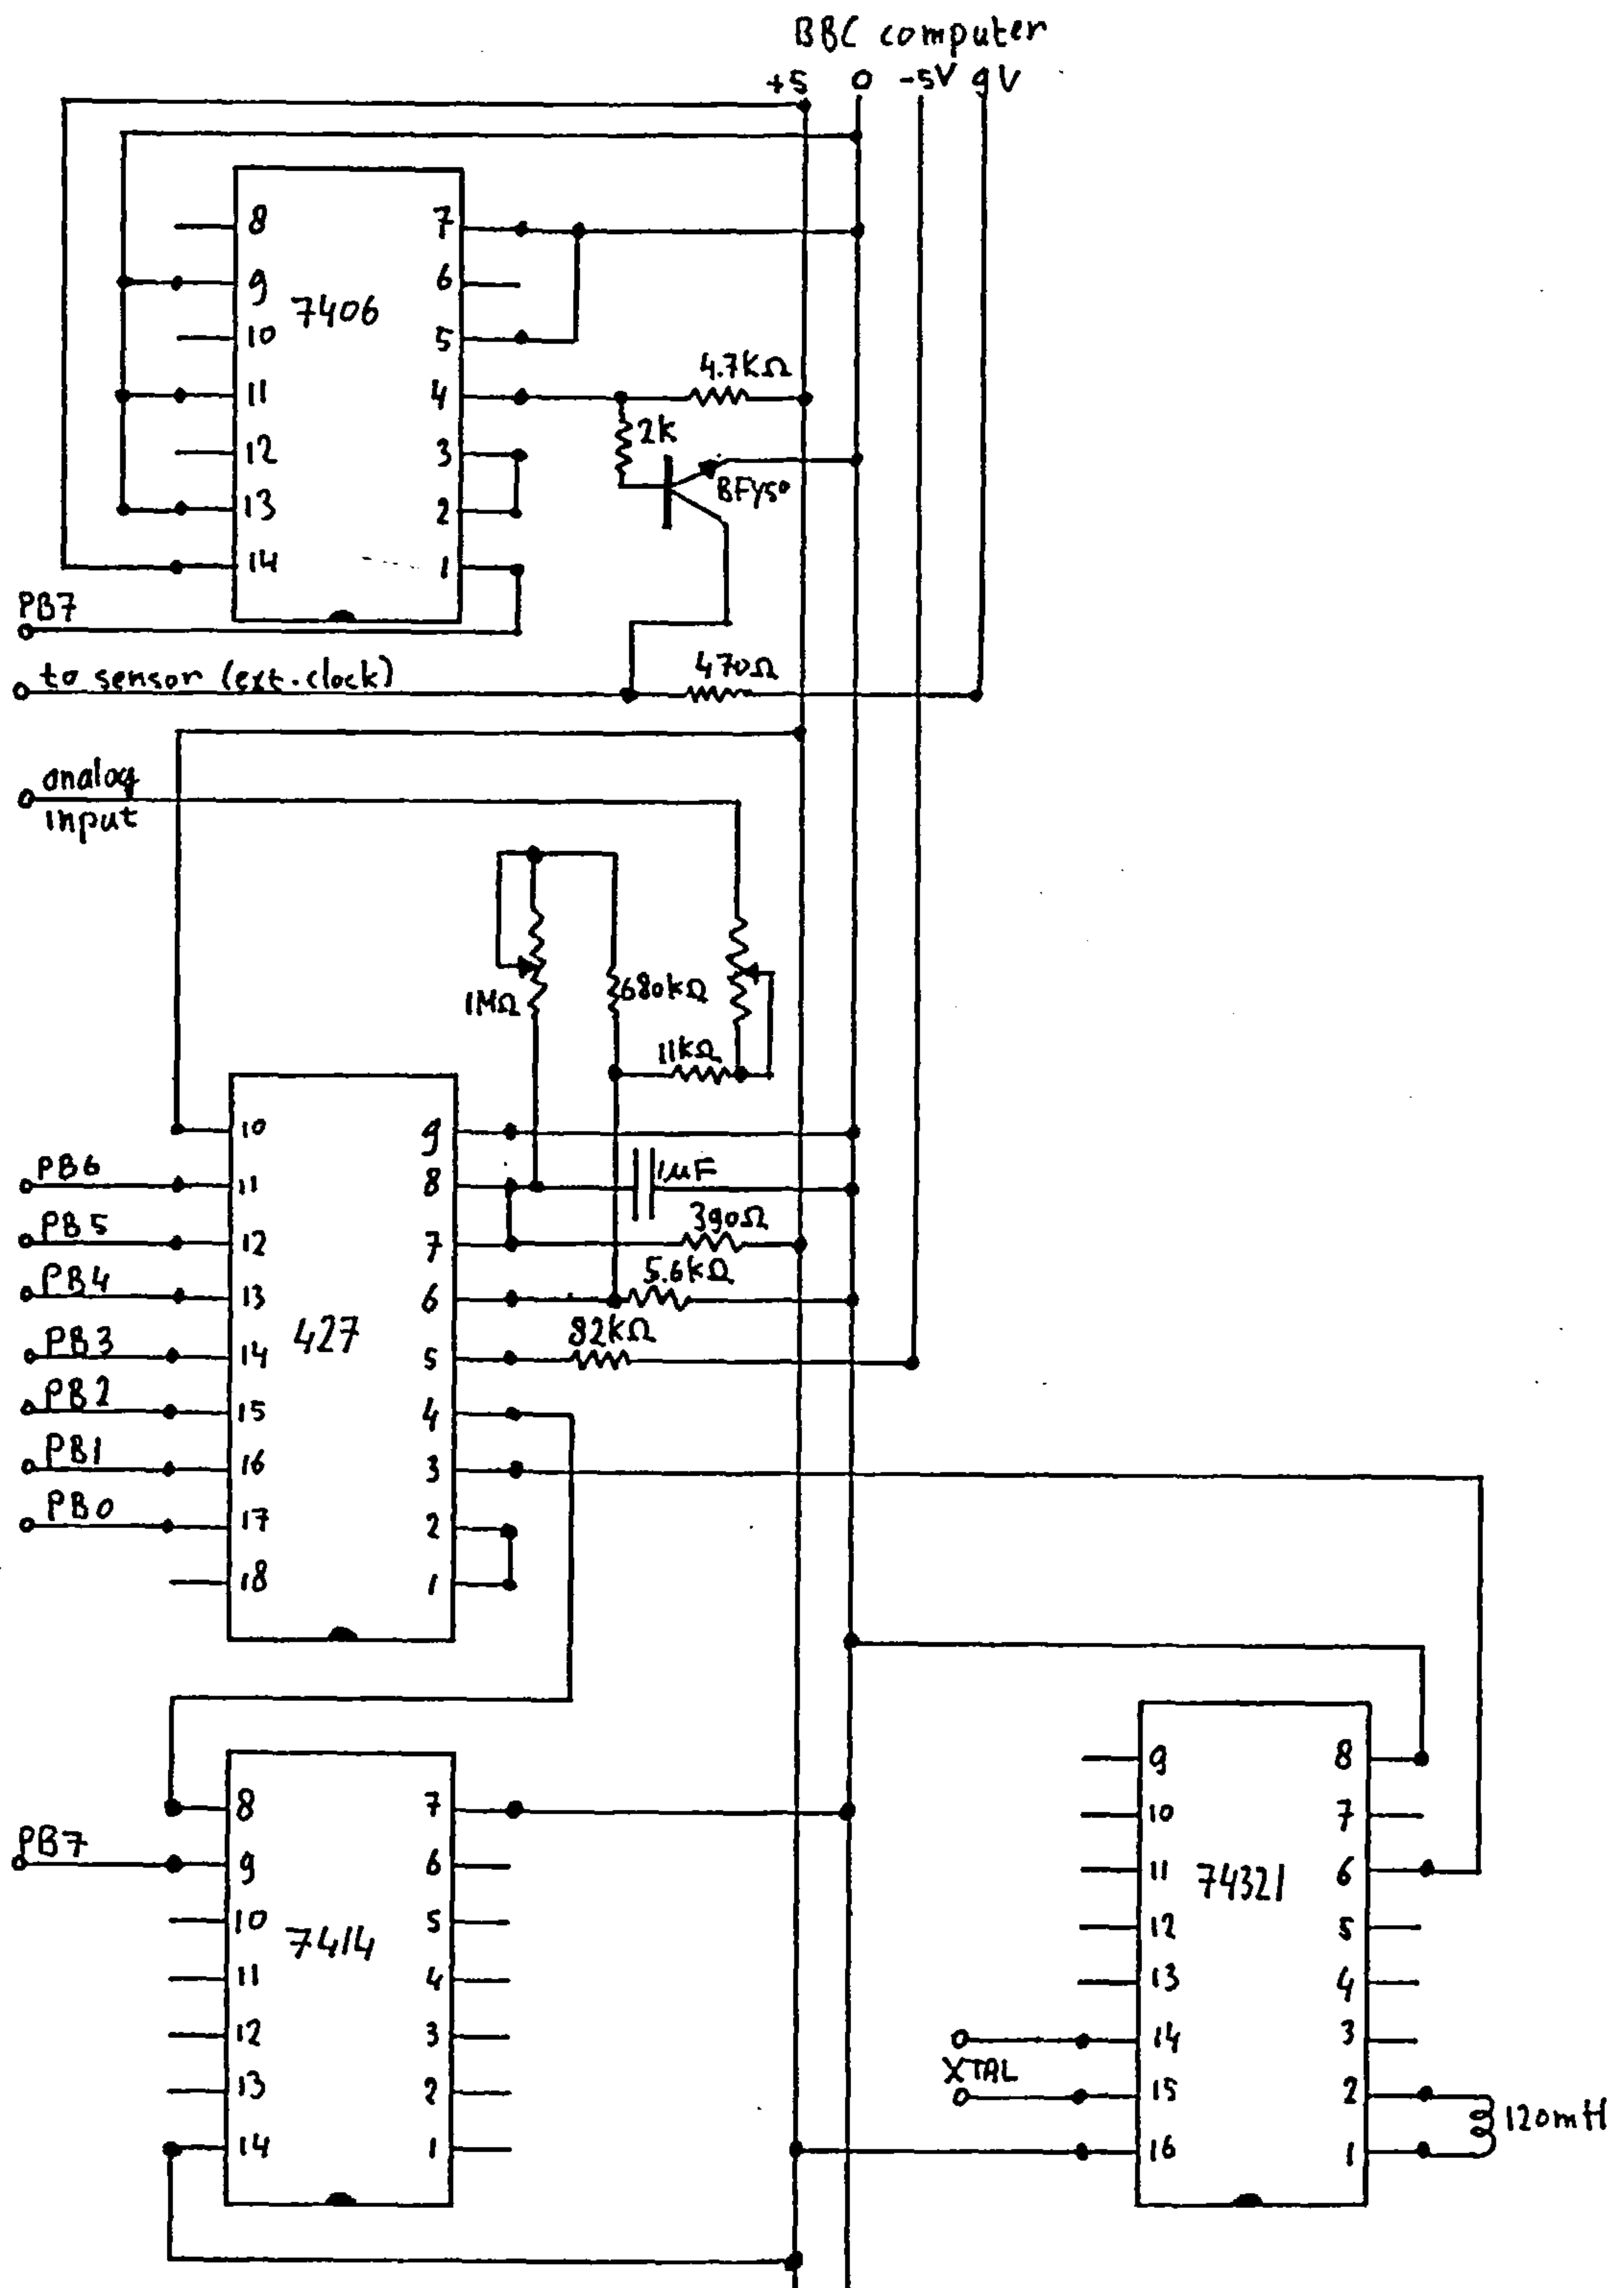 BBC computer
+5 0 -5V 9V
8 7
9 6
7406
10 5
11 4
4.7KΩ
12 3
2k
13 2
BFY50
14 1
PB7
to sensor (ext. clock)
470Ω
analog
input
1MΩ
680kΩ
11kΩ
10 9
PB6
11 8
1μF
PB5
12 7
390Ω
PB4
13 6
5.6kΩ
427
82kΩ
PB3
14 5
PB2
15 4
PB1
16 3
PB0
17 2
18 1
8 7
PB7
9 6
10 5
7414
11 4
12 3
13 2
14 1
9 8
10 7
11 6
74321
12 5
13 4
14 3
XTAL
15 2
120mH
16 1